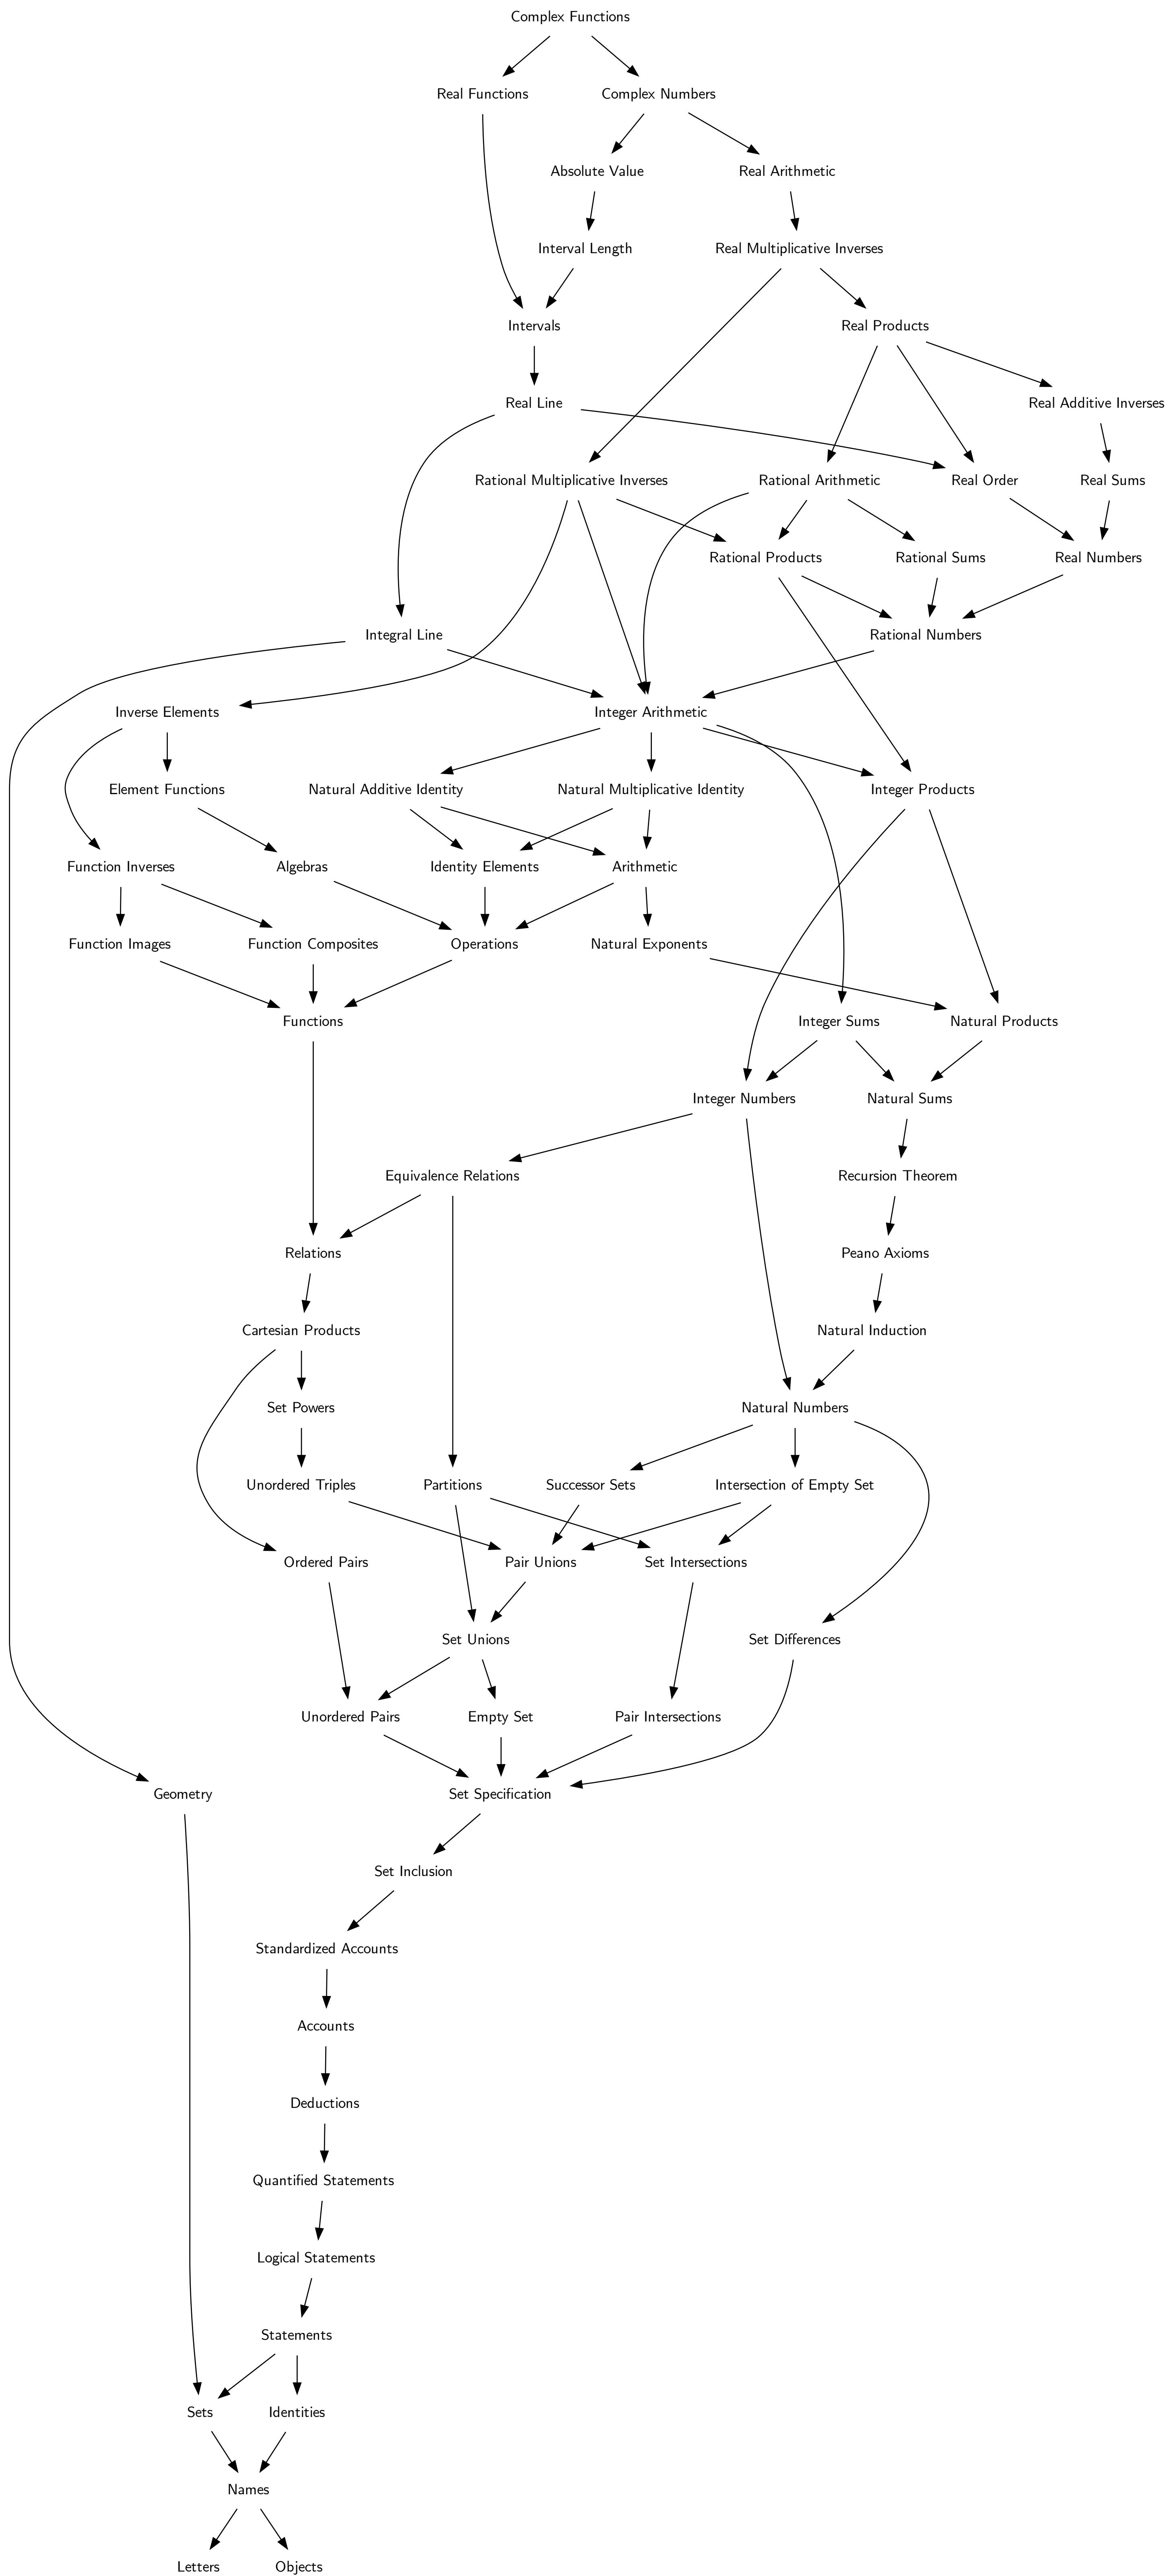 Complex Functions
Real Functions
Complex Numbers
Absolute Value
Real Arithmetic
Interval Length
Real Multiplicative Inverses
Intervals
Real Products
Real Line
Real Additive Inverses
Rational Multiplicative Inverses
Rational Arithmetic
Real Order
Real Sums
Rational Products
Rational Sums
Real Numbers
Integral Line
Rational Numbers
Inverse Elements
Integer Arithmetic
Element Functions
Natural Additive Identity
Natural Multiplicative Identity
Integer Products
Function Inverses
Algebras
Identity Elements
Arithmetic
Function Images
Function Composites
Operations
Natural Exponents
Functions
Integer Sums
Natural Products
Integer Numbers
Natural Sums
Equivalence Relations
Recursion Theorem
Relations
Peano Axioms
Cartesian Products
Natural Induction
Set Powers
Natural Numbers
Unordered Triples
Partitions
Successor Sets
Intersection of Empty Set
Ordered Pairs
Pair Unions
Set Intersections
Set Unions
Set Differences
Unordered Pairs
Empty Set
Pair Intersections
Geometry
Set Specification
Set Inclusion
Standardized Accounts
Accounts
Deductions
Quantified Statements
Logical Statements
Statements
Sets
Identities
Names
Letters
Objects